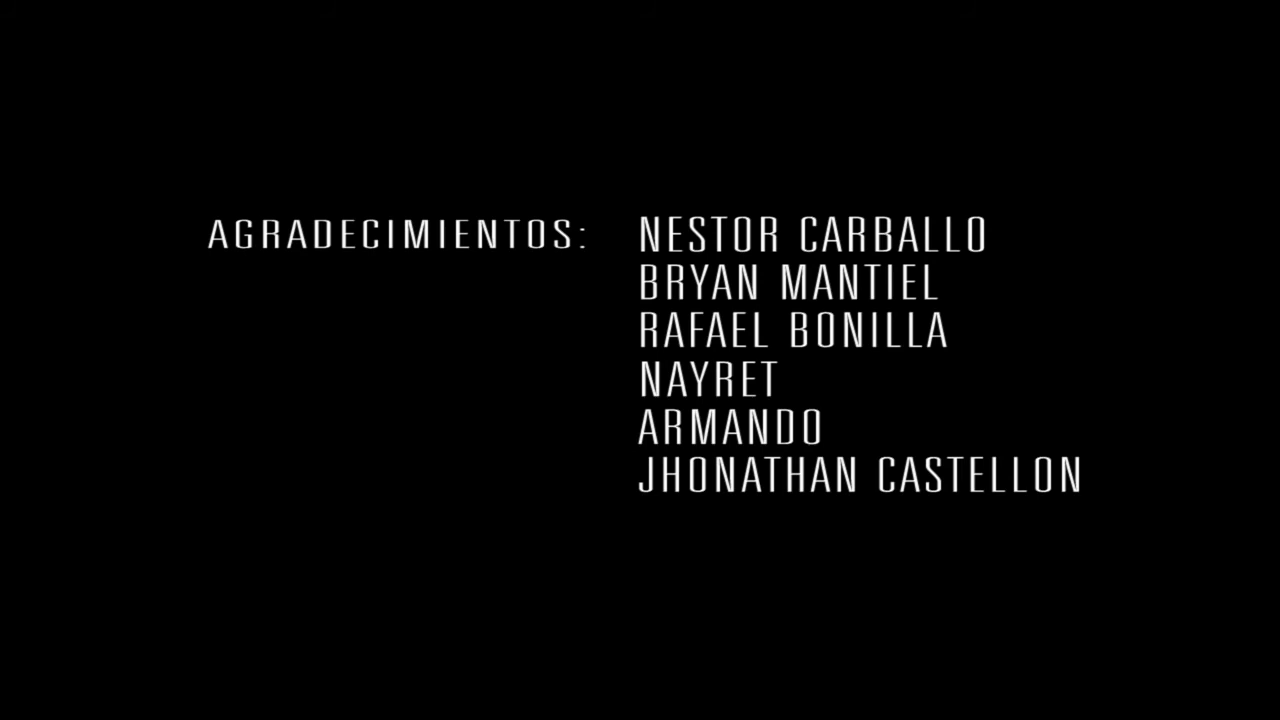 AGRADECIMIENTOS: NESTOR CARBALLO
BRYAN MANTIEL
RAFAEL BONILLA
NAYRET
ARMANDO
JHONATHAN CASTELLON